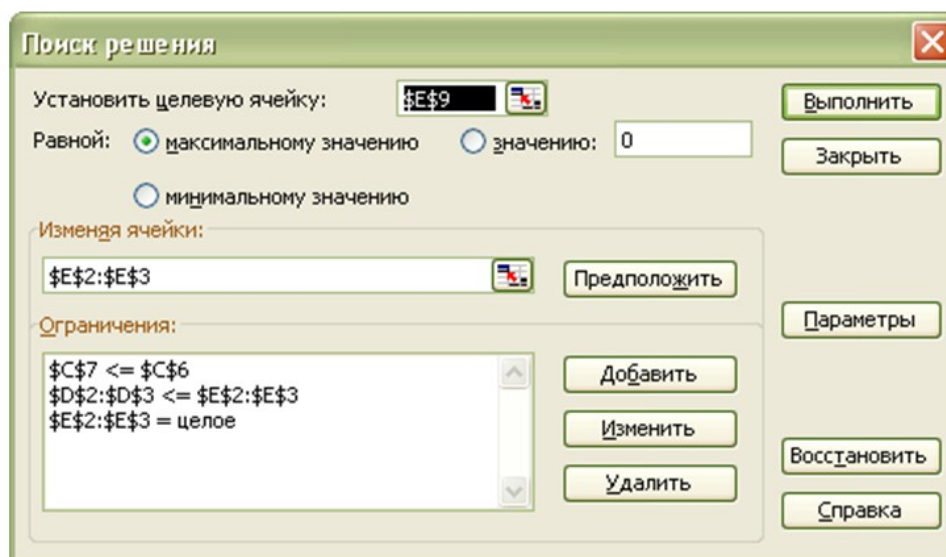 Поиск решения
Установить целевую ячейку: $E$9
Выполнить
Равной: максимальному значению значению: 0
Закрыть
минимальному значению
Изменяя ячейки:
$E$2:$E$3
Предположить
Ограничения:
Параметры
$C$7 <= $C$6
$D$2:$D$3 <= $E$2:$E$3
$E$2:$E$3 = целое
Добавить
Изменить
Удалить
Восстановить
Справка